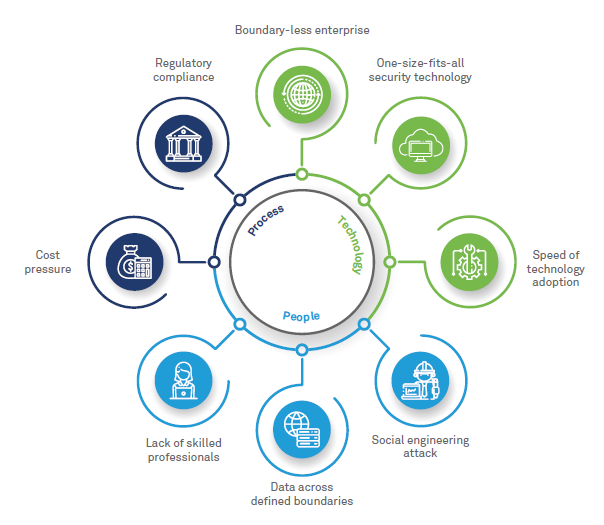 Boundary-less enterprise
Regulatory
compliance
One-size-fits-all
security technology
Process
Technology
Cost
pressure
Speed of
technology
adoption
People
$
Lack of skilled
professionals
Social engineering
attack
Data across
defined boundaries